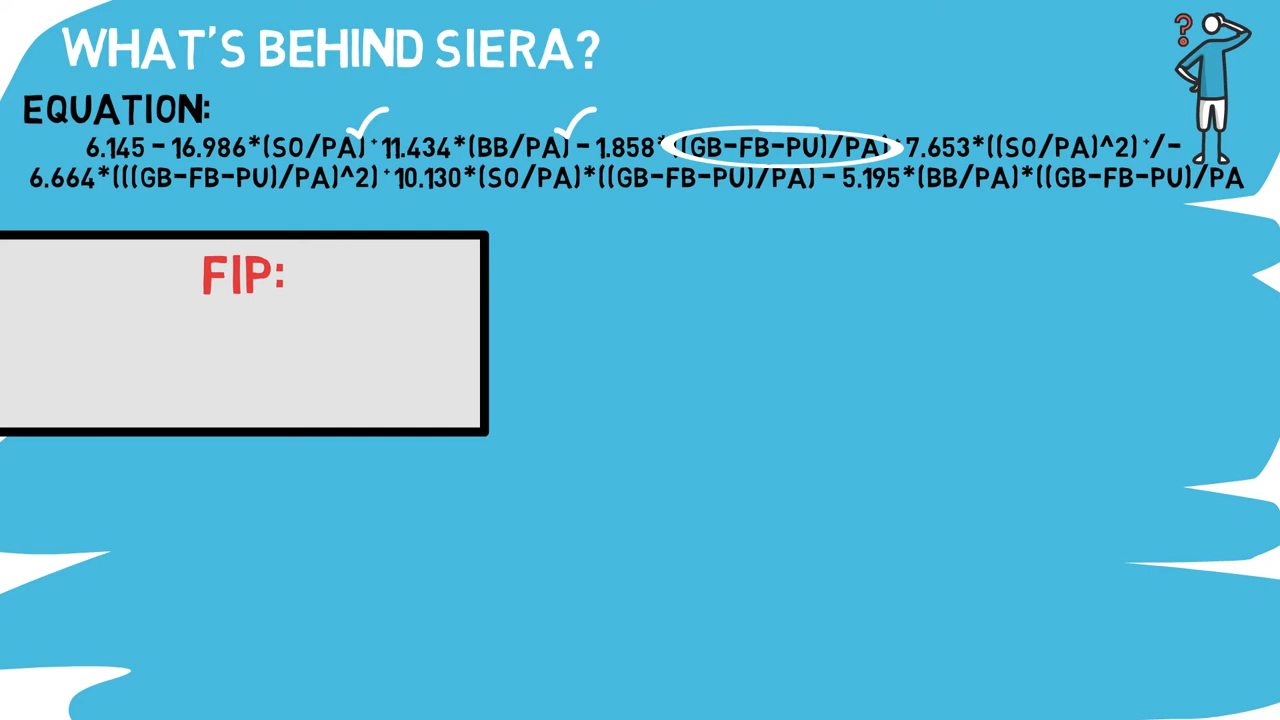 WHAT'S BEHIND SIERA?
?
EQUATION:
6.145 - 16.986*(SO/PA)+11.434*(BB/PA) - 1.858*((GB-FB-PU)/PA)+7.653*((SO/PA)^2)+/-
6.664*(((GB-FB-PU)/PA)^2)+10.130*(SO/PA)*((GB-FB-PU)/PA) - 5.195*(BB/PA)*((GB-FB-PU)/PA
FIP: